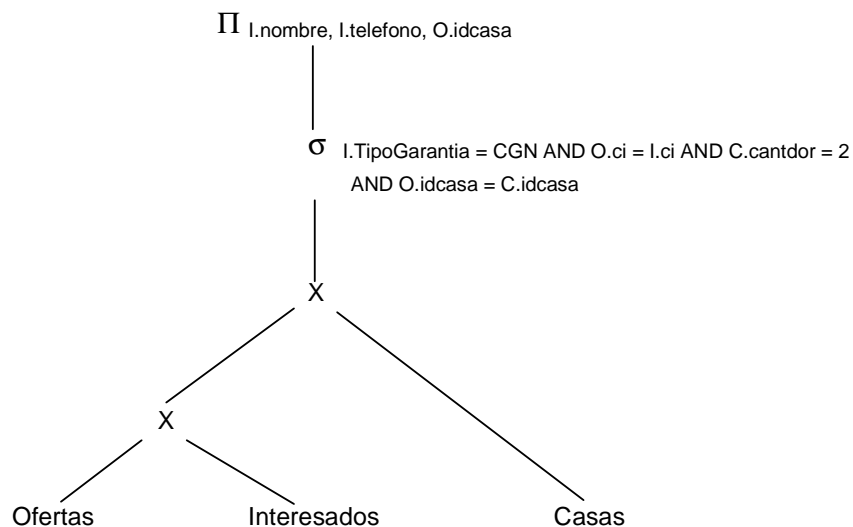 Π I.nombre, I.telefono, O.idcasa
σ I.TipoGarantia = CGN AND O.ci = I.ci AND C.cantdor = 2
AND O.idcasa = C.idcasa
X
X
Ofertas Interesados Casas